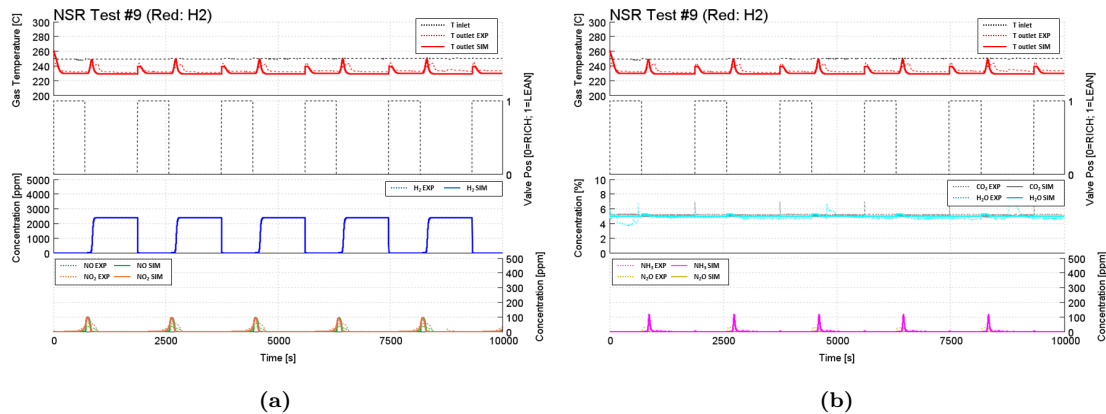 NSR Test #9 (Red: H2)
Gas Temperature [C]
300
280
260
240
220
200
T inlet
T outlet EXP
T outlet SIM
1
0
Valve Pos [0=RICH; 1=LEAN]
Concentration [ppm]
5000
4000
3000
2000
1000
0
H₂ EXP
H₂ SIM
NO EXP
NO SIM
NO₂ EXP
NO₂ SIM
500
400
300
200
100
0
Concentration [ppm]
0
2500
5000
7500
10000
Time [s]
(a)
NSR Test #9 (Red: H2)
Gas Temperature [C]
300
280
260
240
220
200
T inlet
T outlet EXP
T outlet SIM
1
0
Valve Pos [0=RICH; 1=LEAN]
Concentration [%]
10
8
6
4
2
0
CO₂ EXP
CO₂ SIM
H₂O EXP
H₂O SIM
NH₃ EXP
NH₃ SIM
N₂O EXP
N₂O SIM
500
400
300
200
100
0
Concentration [ppm]
0
2500
5000
7500
10000
Time [s]
(b)